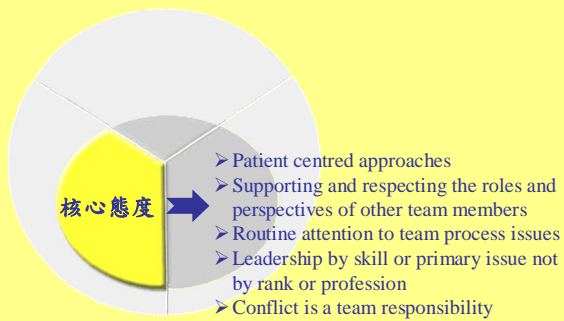 核心態度
➢Patient centred approaches
➢Supporting and respecting the roles and
perspectives of other team members
➢Routine attention to team process issues
➢Leadership by skill or primary issue not
by rank or profession
➢Conflict is a team responsibility